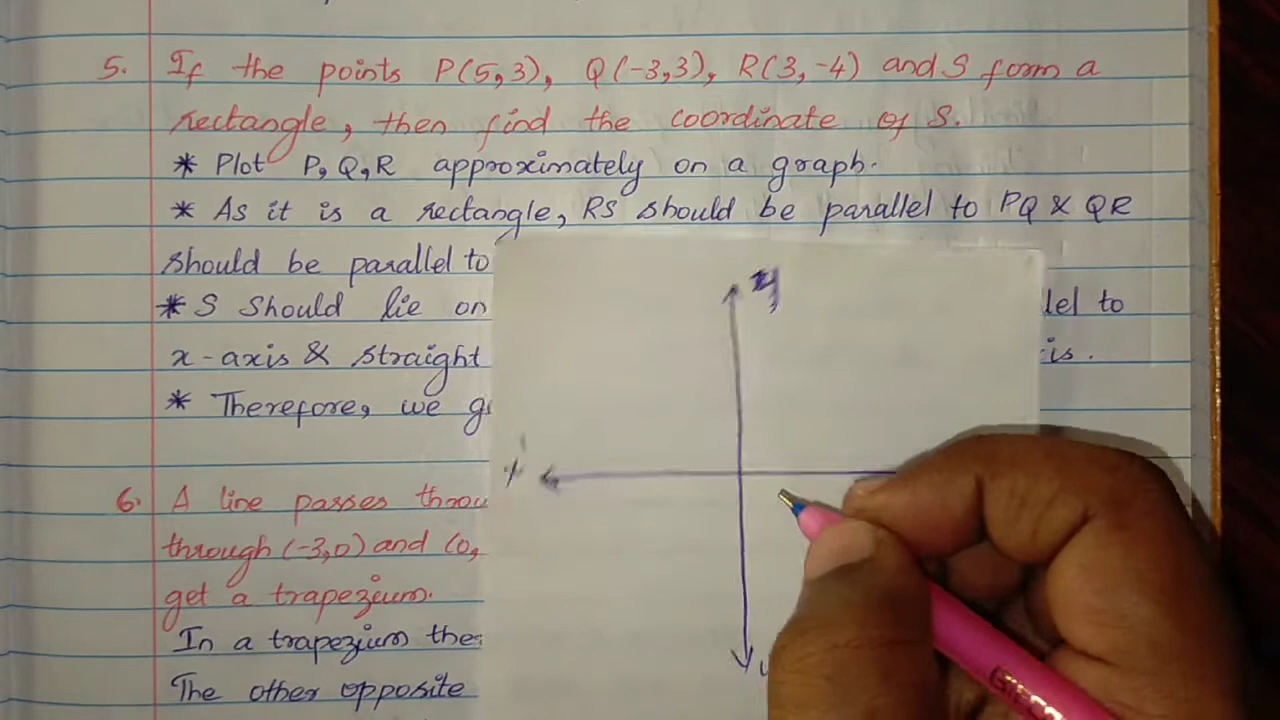 5. If the points P(5,3), Q(-3,3), R(3,-4) and S form a
rectangle, then find the coordinate of S.
* Plot P,Q,R approximately on a graph.
* As it is a rectangle, RS should be parallel to PQ & QR
should be parallel to
* S should lie on lel to
x-axis & straight is.
* Therefore, we g
y
6. A line passes throu
through (-3,0) and (0,
get a trapezium.
In a trapezium the
The other opposite